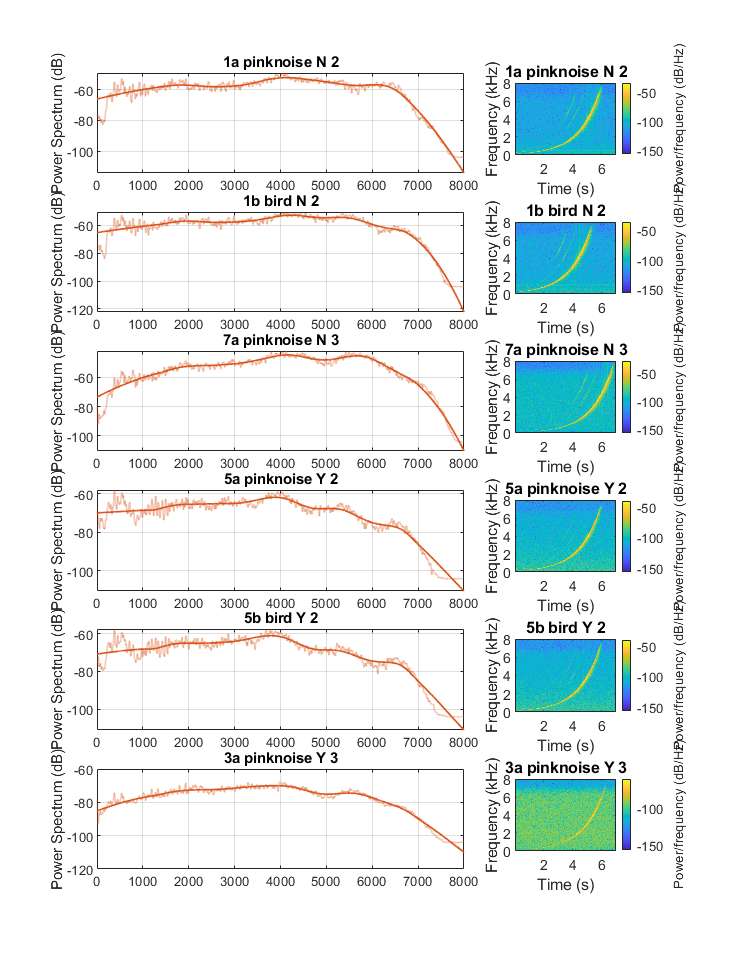 1a pinknoise N 2
Power Spectrum (dB)
-60
-80
-100
0 1000 2000 3000 4000 5000 6000 7000 8000
1a pinknoise N 2
Frequency (kHz)
8
6
4
2
0
2 4 6
Time (s)
-50
-100
-150
Power/frequency (dB/Hz)
1b bird N 2
Power Spectrum (dB)
-60
-80
-100
-120
0 1000 2000 3000 4000 5000 6000 7000 8000
1b bird N 2
Frequency (kHz)
8
6
4
2
0
2 4 6
Time (s)
-50
-100
-150
Power/frequency (dB/Hz)
7a pinknoise N 3
Power Spectrum (dB)
-60
-80
-100
0 1000 2000 3000 4000 5000 6000 7000 8000
7a pinknoise N 3
Frequency (kHz)
8
6
4
2
0
2 4 6
Time (s)
-50
-100
-150
Power/frequency (dB/Hz)
5a pinknoise Y 2
Power Spectrum (dB)
-60
-80
-100
0 1000 2000 3000 4000 5000 6000 7000 8000
5a pinknoise Y 2
Frequency (kHz)
8
6
4
2
0
2 4 6
Time (s)
-50
-100
-150
Power/frequency (dB/Hz)
5b bird Y 2
Power Spectrum (dB)
-60
-80
-100
0 1000 2000 3000 4000 5000 6000 7000 8000
5b bird Y 2
Frequency (kHz)
8
6
4
2
0
2 4 6
Time (s)
-50
-100
-150
Power/frequency (dB/Hz)
3a pinknoise Y 3
Power Spectrum (dB)
-60
-80
-100
-120
0 1000 2000 3000 4000 5000 6000 7000 8000
3a pinknoise Y 3
Frequency (kHz)
8
6
4
2
0
2 4 6
Time (s)
-100
-150
Power/frequency (dB/Hz)